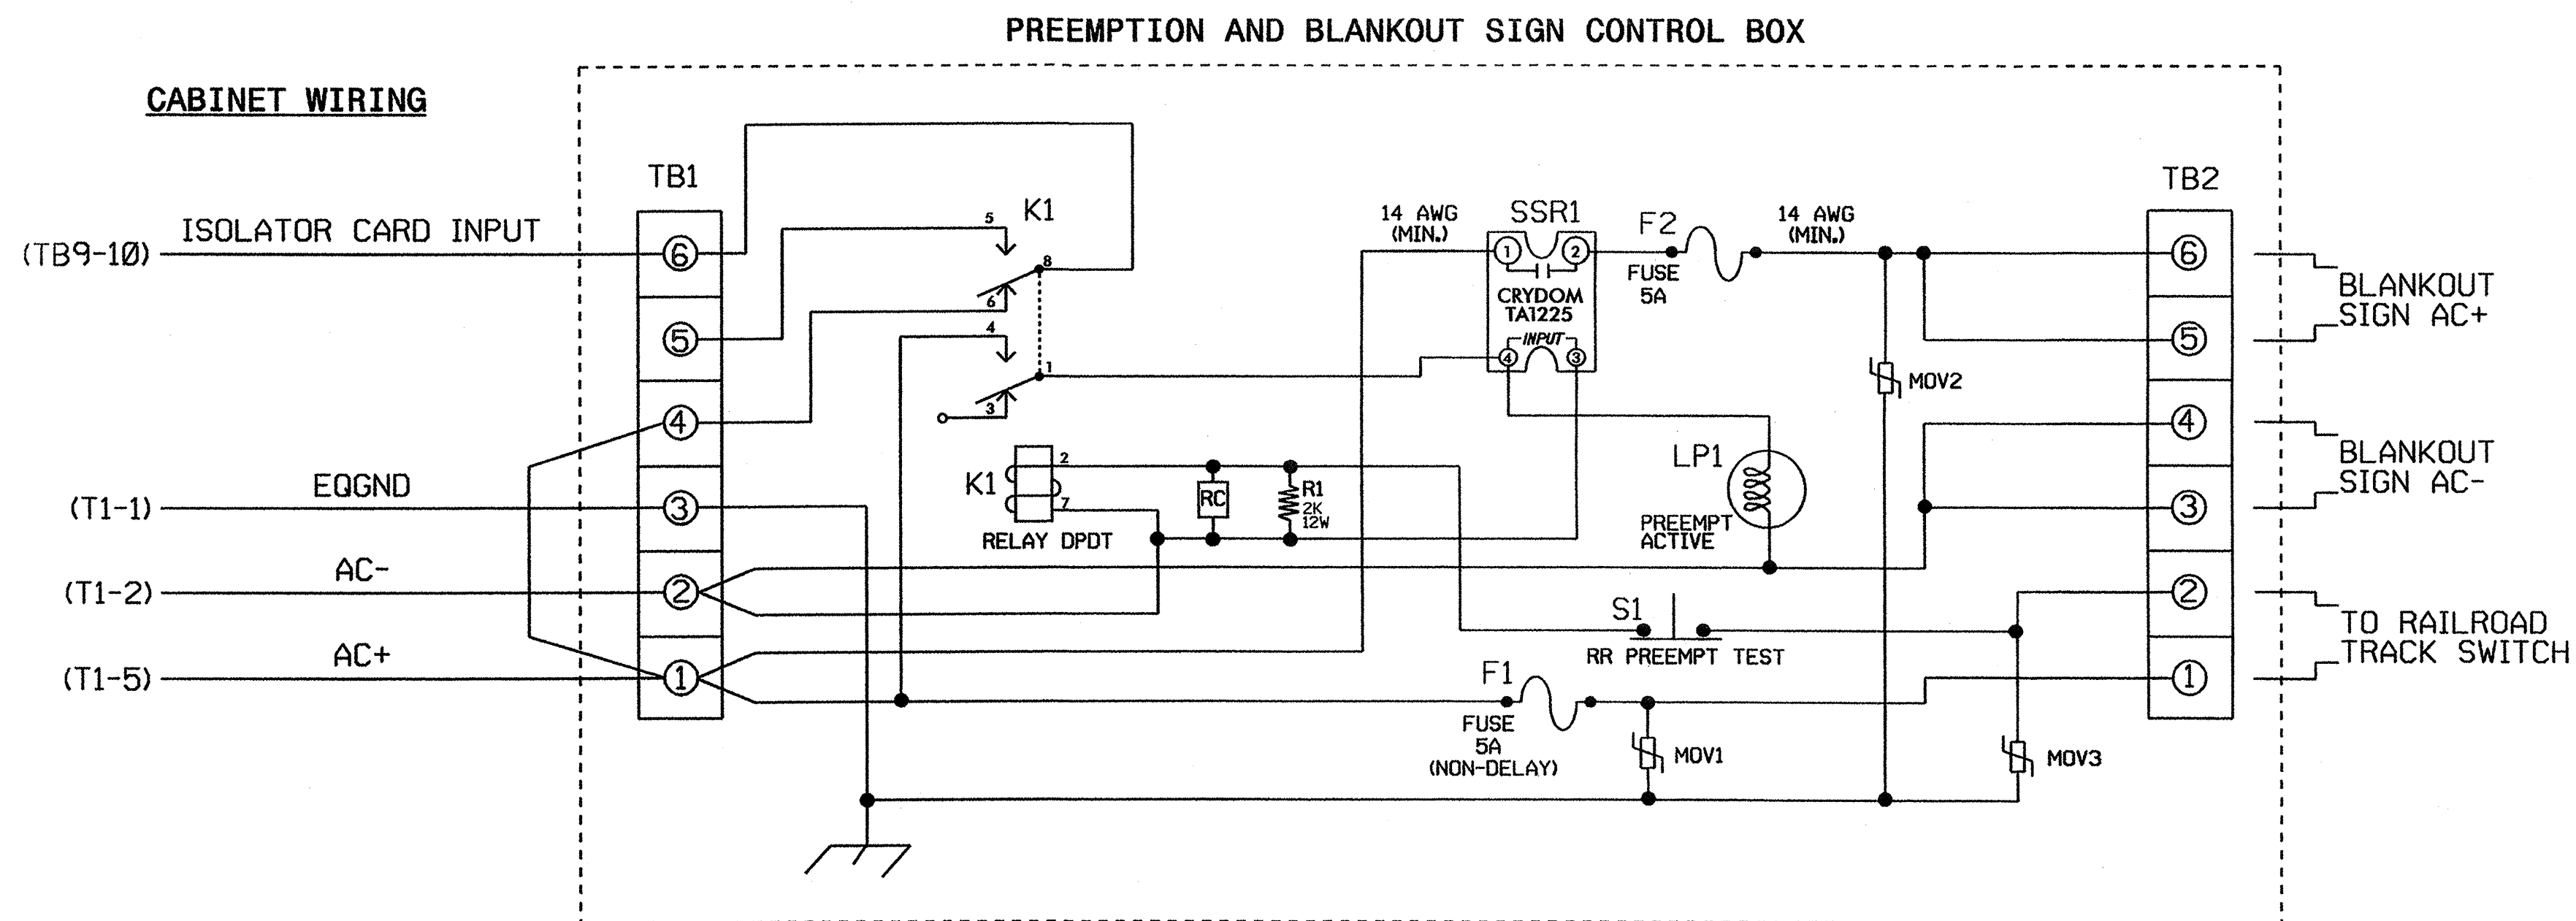 PREEMPTION AND BLANKOUT SIGN CONTROL BOX
CABINET WIRING
TB1
(TB9-10) ISOLATOR CARD INPUT
6
5
4
(T1-1) EQGND
3
(T1-2) AC-
2
(T1-5) AC+
1
K1
5
8
6
4
1
3
K1
2
7
RELAY DPDT
RC
R1
2K
12W
14 AWG
(MIN.)
SSR1
1
2
CRYDOM
TA1225
INPUT
4
3
F2
FUSE
5A
14 AWG
(MIN.)
MOV2
LP1
PREEMPT
ACTIVE
S1
RR PREEMPT TEST
F1
FUSE
5A
(NON-DELAY)
MOV1
MOV3
TB2
6
5
4
3
2
1
BLANKOUT
SIGN AC+
BLANKOUT
SIGN AC-
TO RAILROAD
TRACK SWITCH